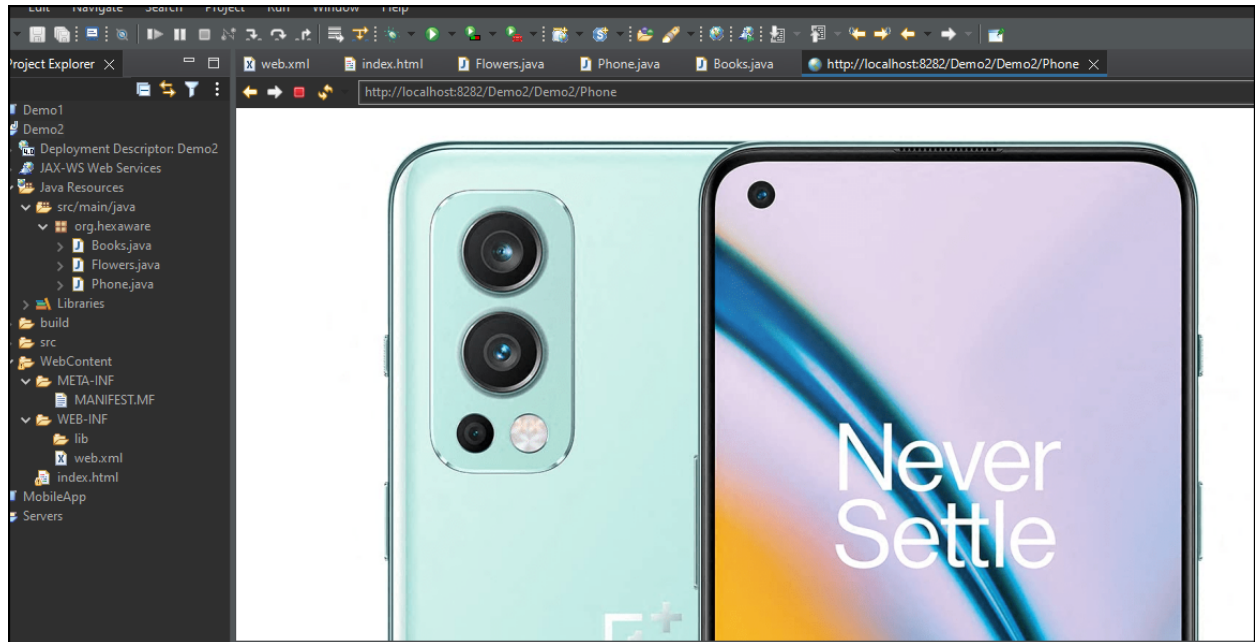 Edit Navigate Search Project Run Window Help
Project Explorer
web.xml index.html Flowers.java Phone.java Books.java http://localhost:8282/Demo2/Demo2/Phone
http://localhost:8282/Demo2/Demo2/Phone
Demo1
Demo2
Deployment Descriptor: Demo2
JAX-WS Web Services
Java Resources
src/main/java
org.hexaware
Books.java
Flowers.java
Phone.java
Libraries
build
src
WebContent
META-INF
MANIFEST.MF
WEB-INF
lib
web.xml
index.html
MobileApp
Servers
Never
Settle